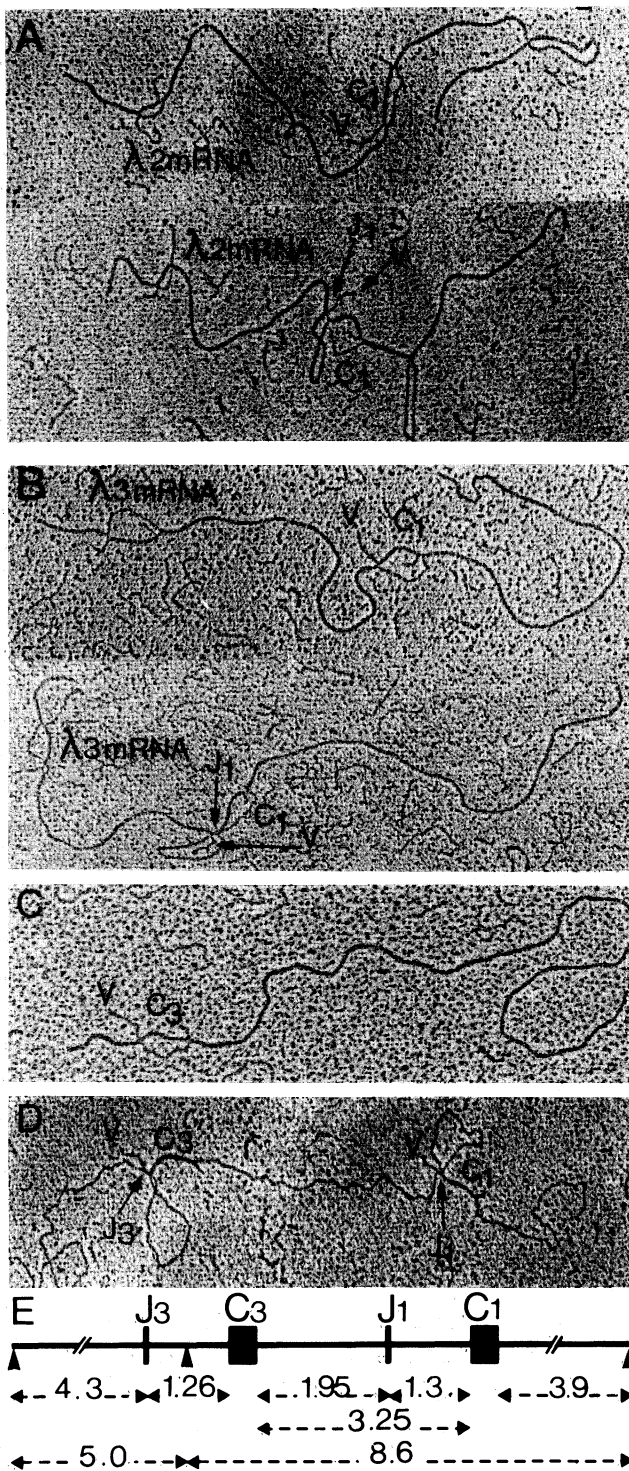 A
C1
V
λ2mRNA
λ2mRNA
J1
V
C1
B
λ3mRNA
V
C1
λ3mRNA
J1
C1
V
C
V
C3
D
V
C3
V
C1
J3
J1
E
J3
C3
J1
C1
4.3
1.26
1.95
1.3
3.9
3.25
5.0
8.6